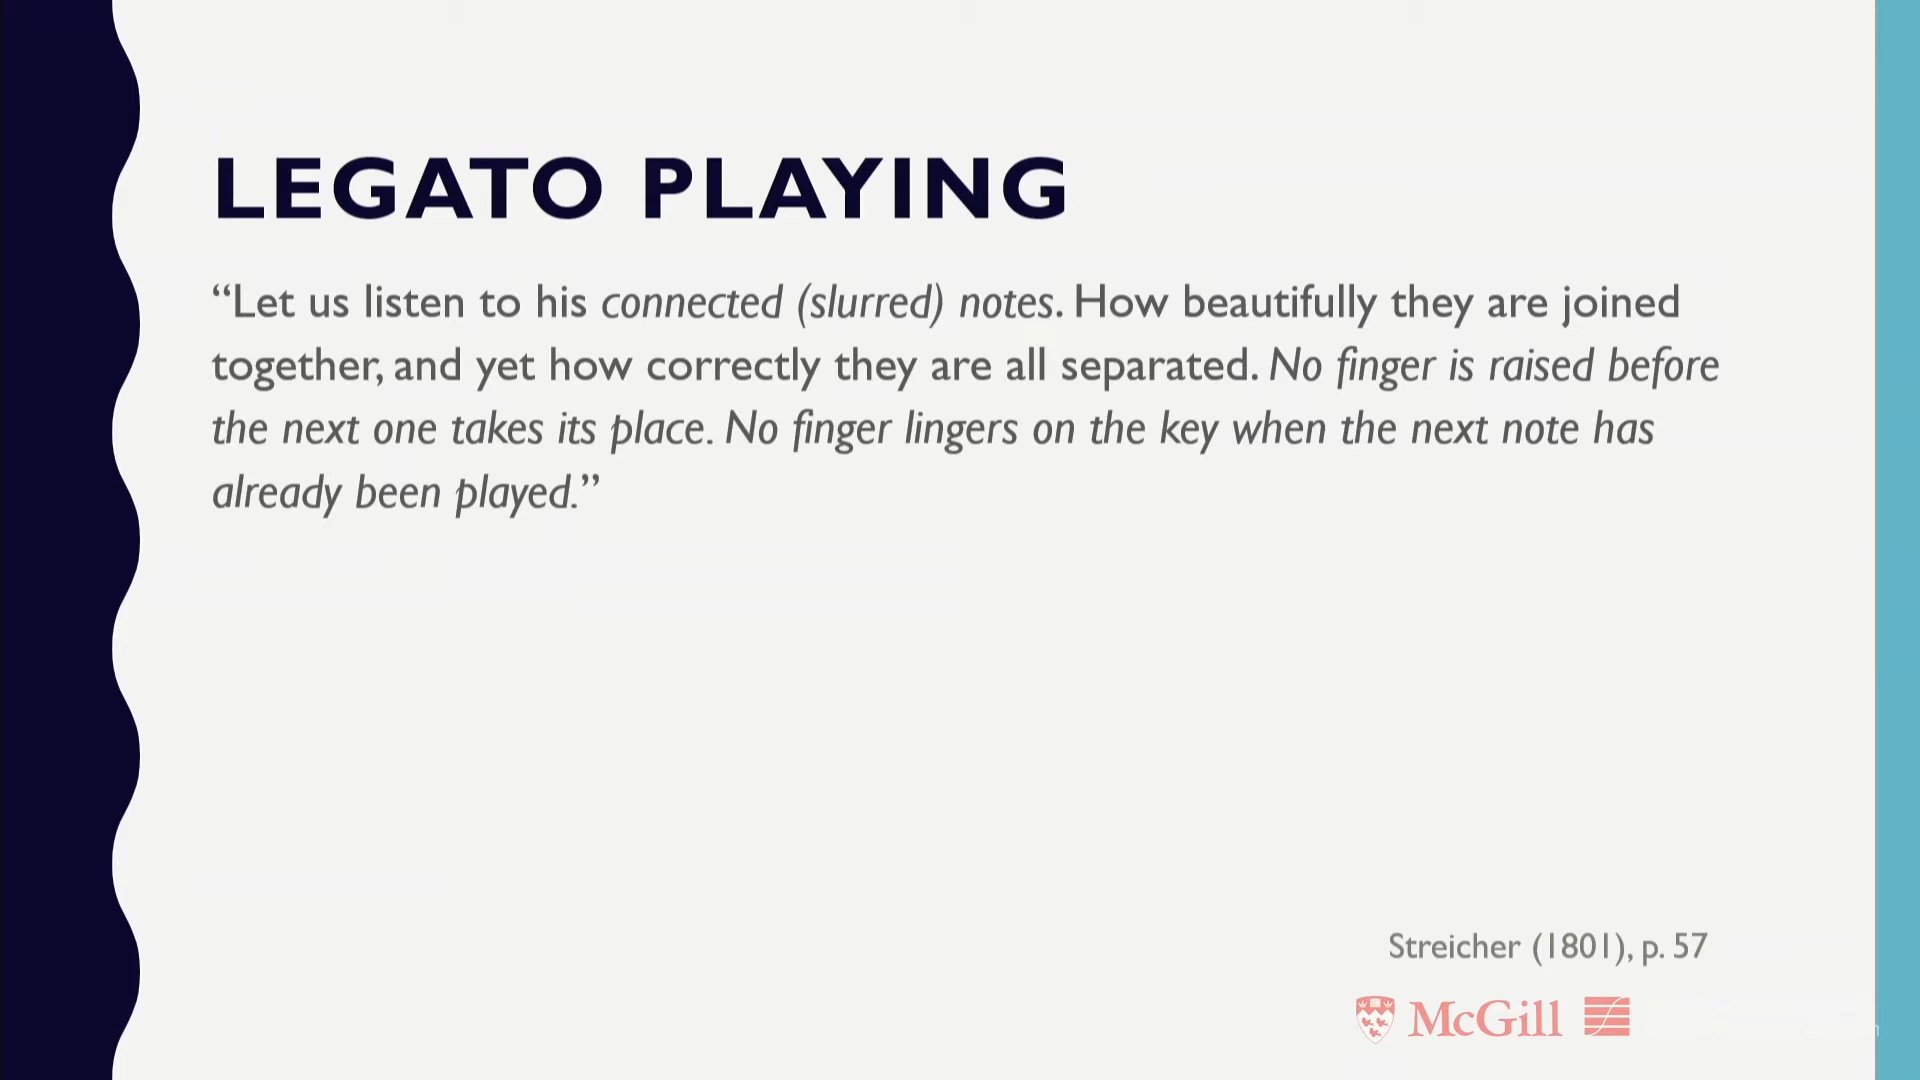 LEGATO PLAYING
“Let us listen to his connected (slurred) notes. How beautifully they are joined
together, and yet how correctly they are all separated. No finger is raised before
the next one takes its place. No finger lingers on the key when the next note has
already been played.”
Streicher (1801), p. 57
McGill